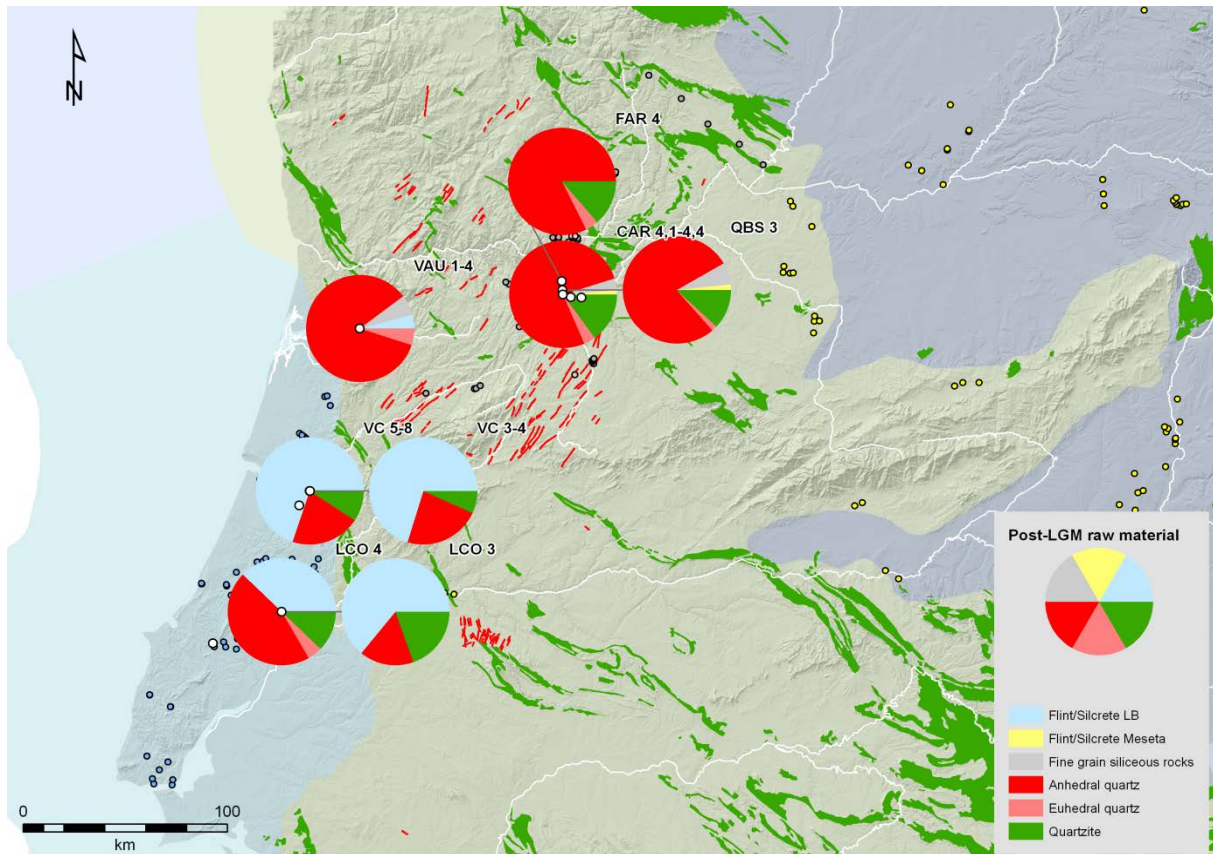 N
FAR 4
CAR 4,1-4,4
QBS 3
VAU 1-4
VC 5-8
VC 3-4
LCO 4
LCO 3
Post-LGM raw material
Flint/Silcrete LB
Flint/Silcrete Meseta
Fine grain siliceous rocks
Anhedral quartz
Euhedral quartz
Quartzite
0 100
km